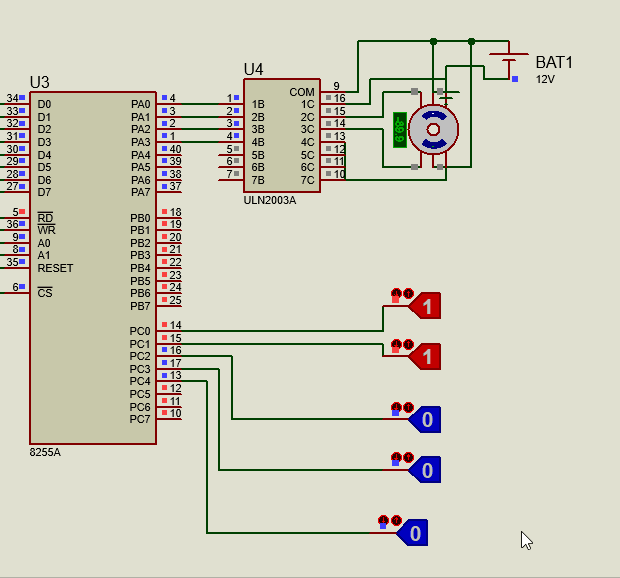 U3
34 D0 PA0 4
33 D1 PA1 3
32 D2 PA2 2
31 D3 PA3 1
30 D4 PA4 40
29 D5 PA5 39
28 D6 PA6 38
27 D7 PA7 37
5 RD PB0 18
36 WR PB1 19
9 A0 PB2 20
8 A1 PB3 21
35 RESET PB4 22
PB5 23
6 CS PB6 24
PB7 25
PC0 14
PC1 15
PC2 16
PC3 17
PC4 13
PC5 12
PC6 11
PC7 10
8255A
U4
COM 9
1 1B 1C 16
2 2B 2C 15
3 3B 3C 14
4 4B 4C 13
5 5B 5C 12
6 6B 6C 11
7 7B 7C 10
ULN2003A
BAT1
12V
1
1
0
0
0